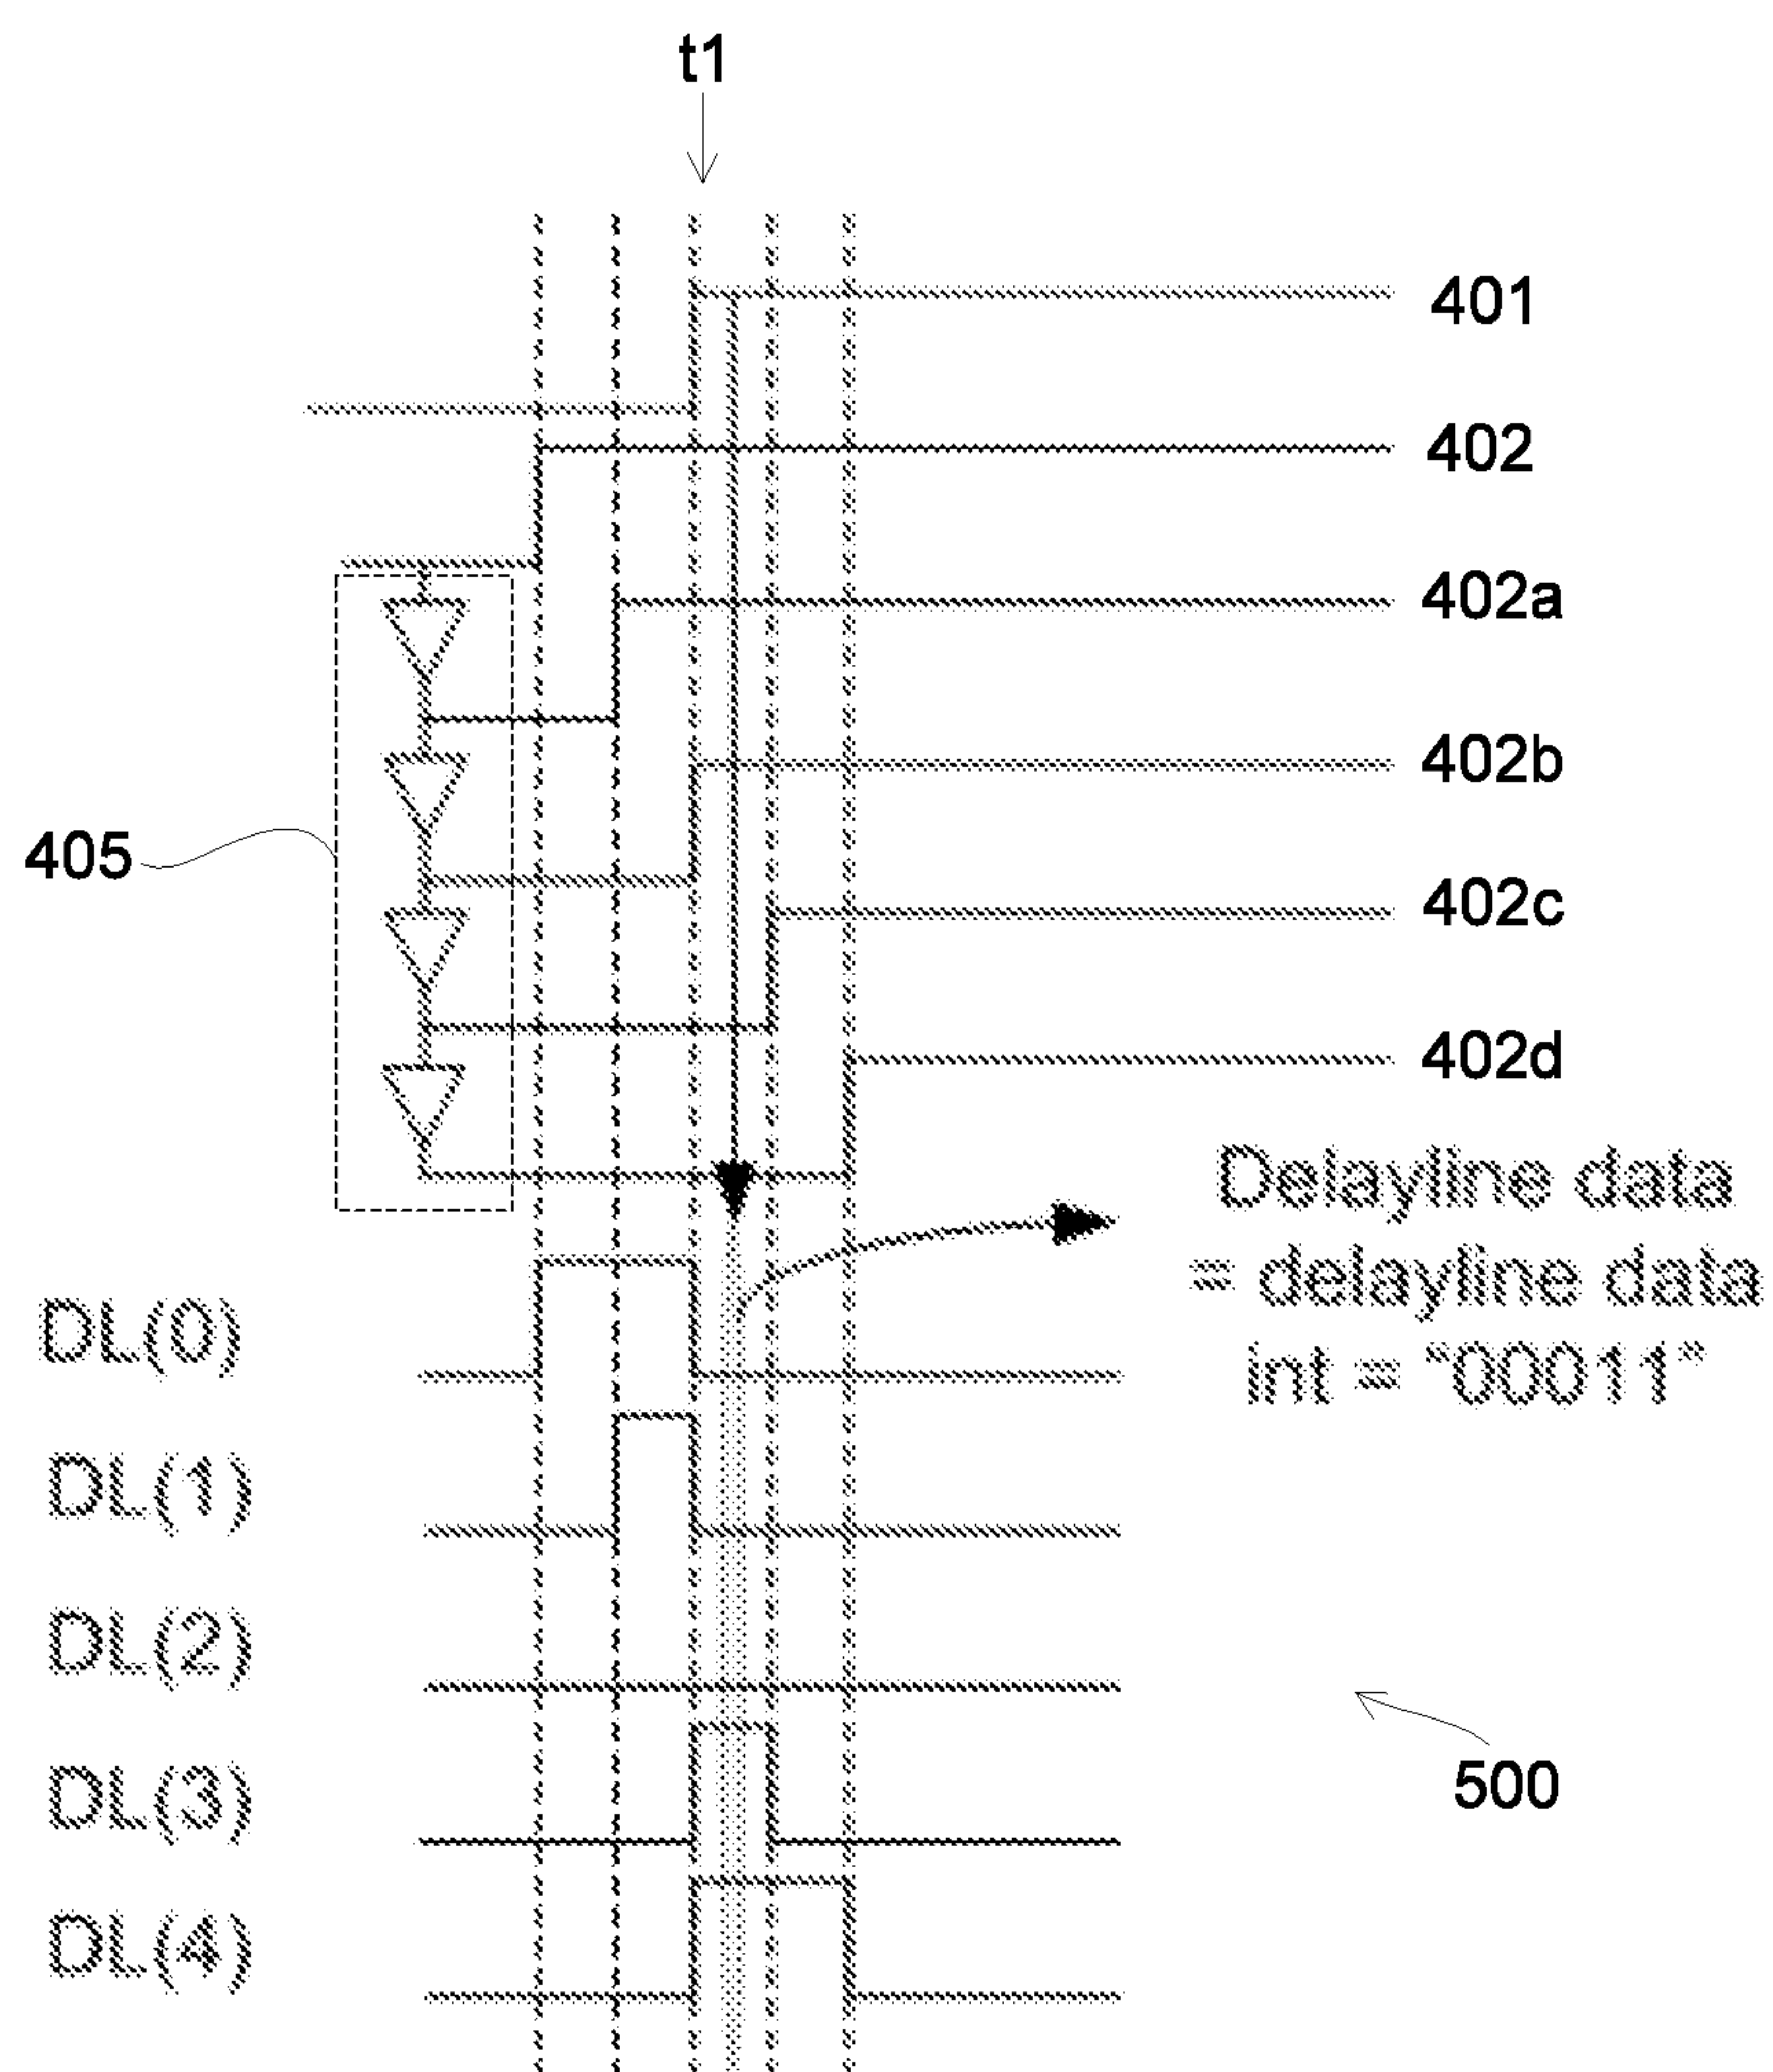 t1
401
402
402a
402b
405
402c
402d
Delayline data
= delayline data
int = “00011”
DL(0)
DL(1)
DL(2)
DL(3)
500
DL(4)